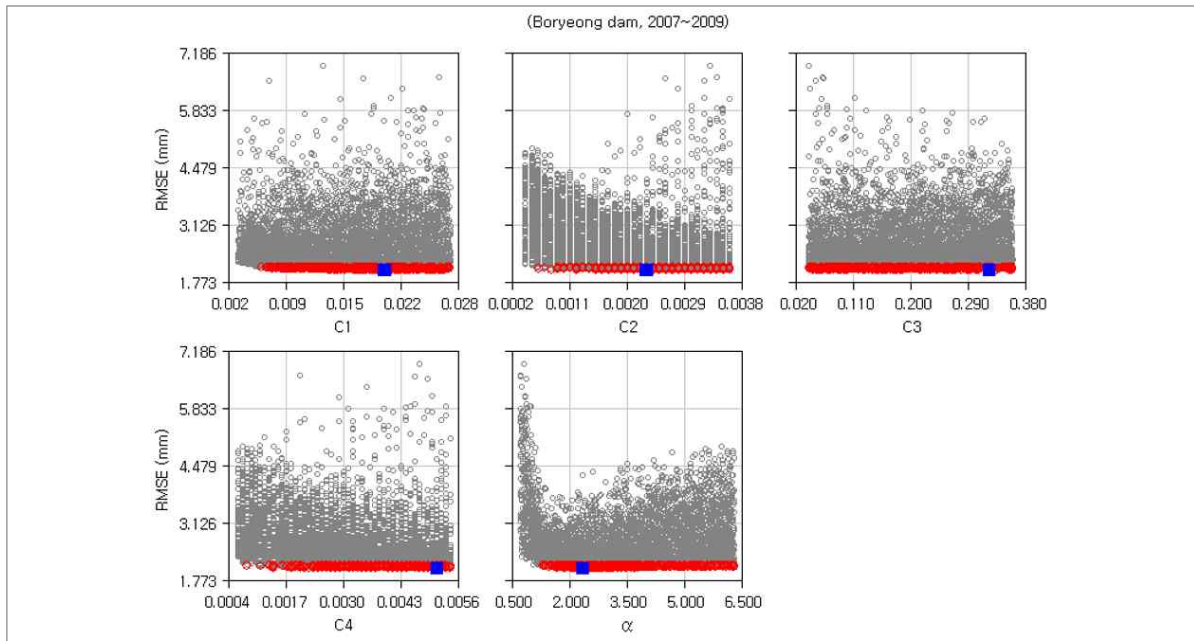 (Boryeong dam, 2007~2009)
7.186
5.833
4.479
3.126
1.773
RMSE (mm)
0.002 0.009 0.015 0.022 0.028
C1
0.0002 0.0011 0.0020 0.0029 0.0038
C2
0.020 0.110 0.200 0.290 0.380
C3
7.186
5.833
4.479
3.126
1.773
RMSE (mm)
0.0004 0.0017 0.0030 0.0043 0.0056
C4
0.500 2.000 3.500 5.000 6.500
α